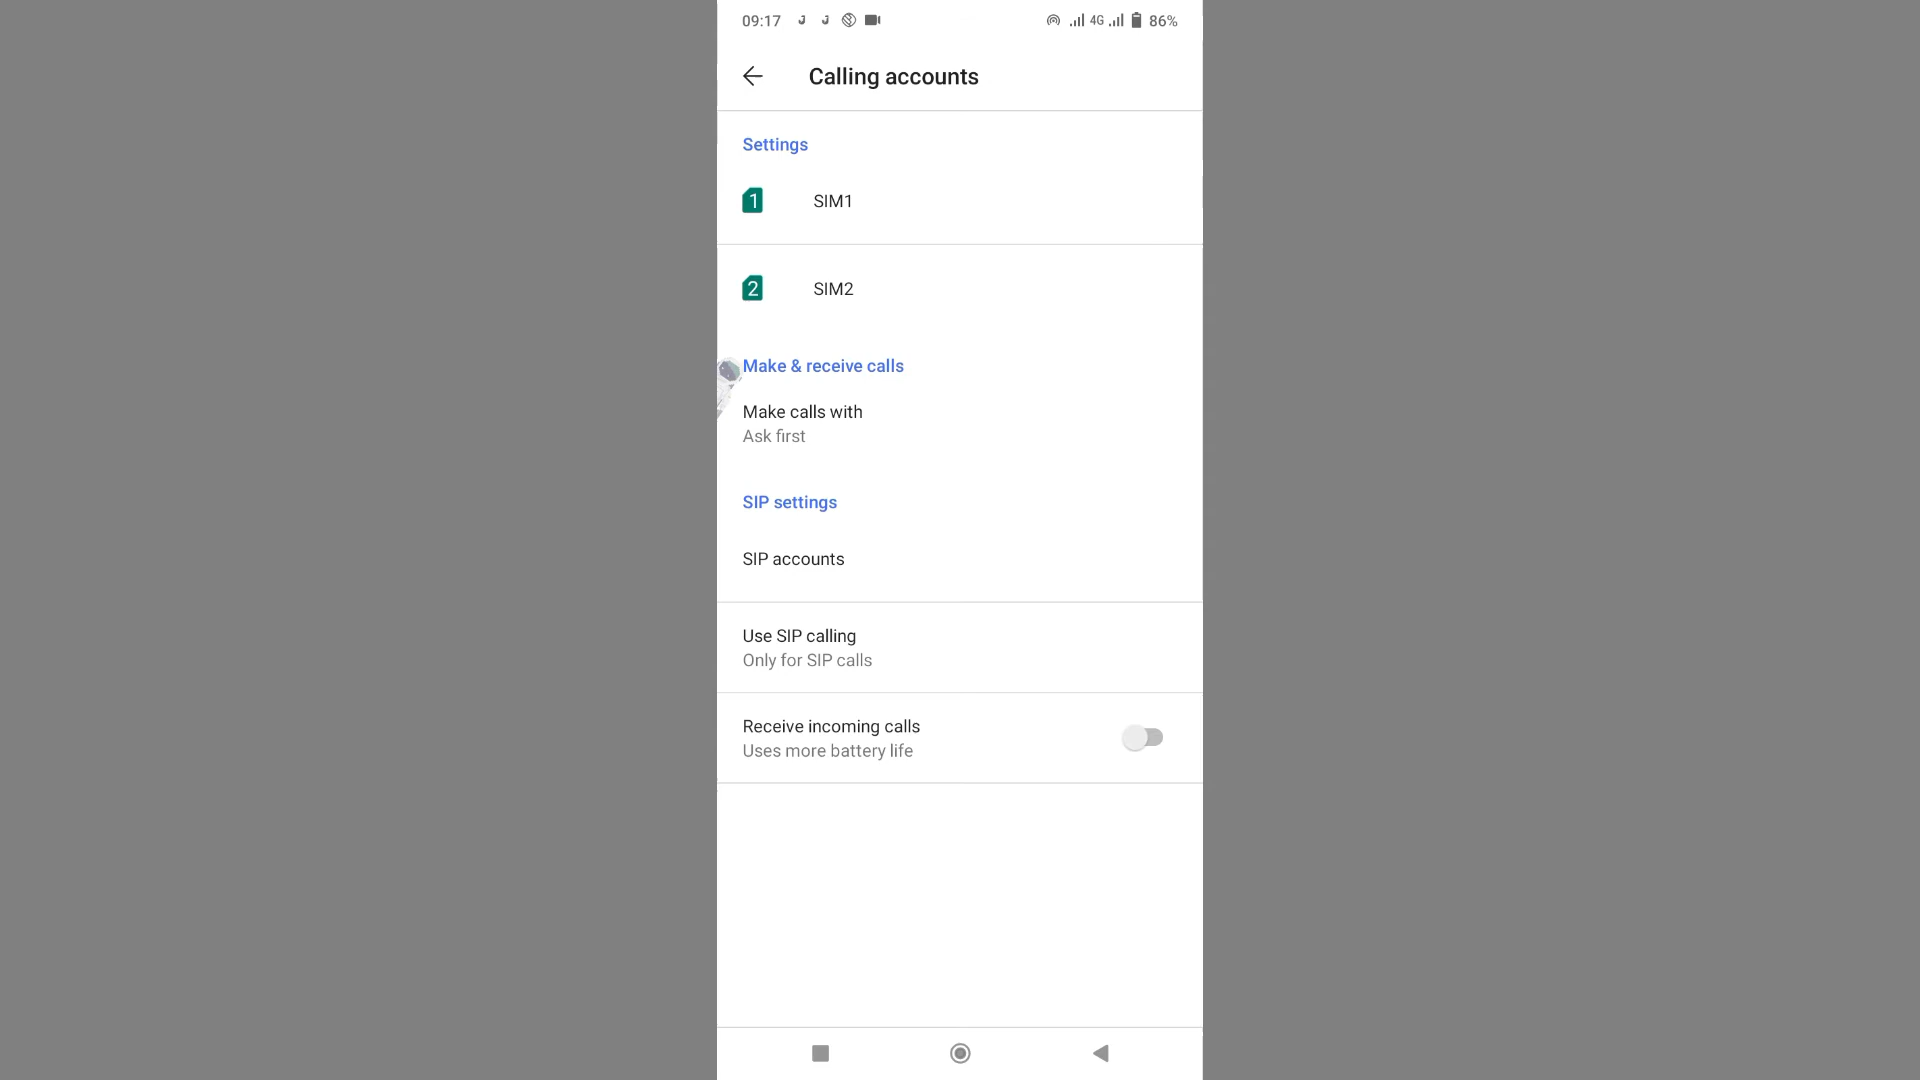 09:17 4G 86%
Calling accounts
Settings
1 SIM1
2 SIM2
Make & receive calls
Make calls with
Ask first
SIP settings
SIP accounts
Use SIP calling
Only for SIP calls
Receive incoming calls
Uses more battery life